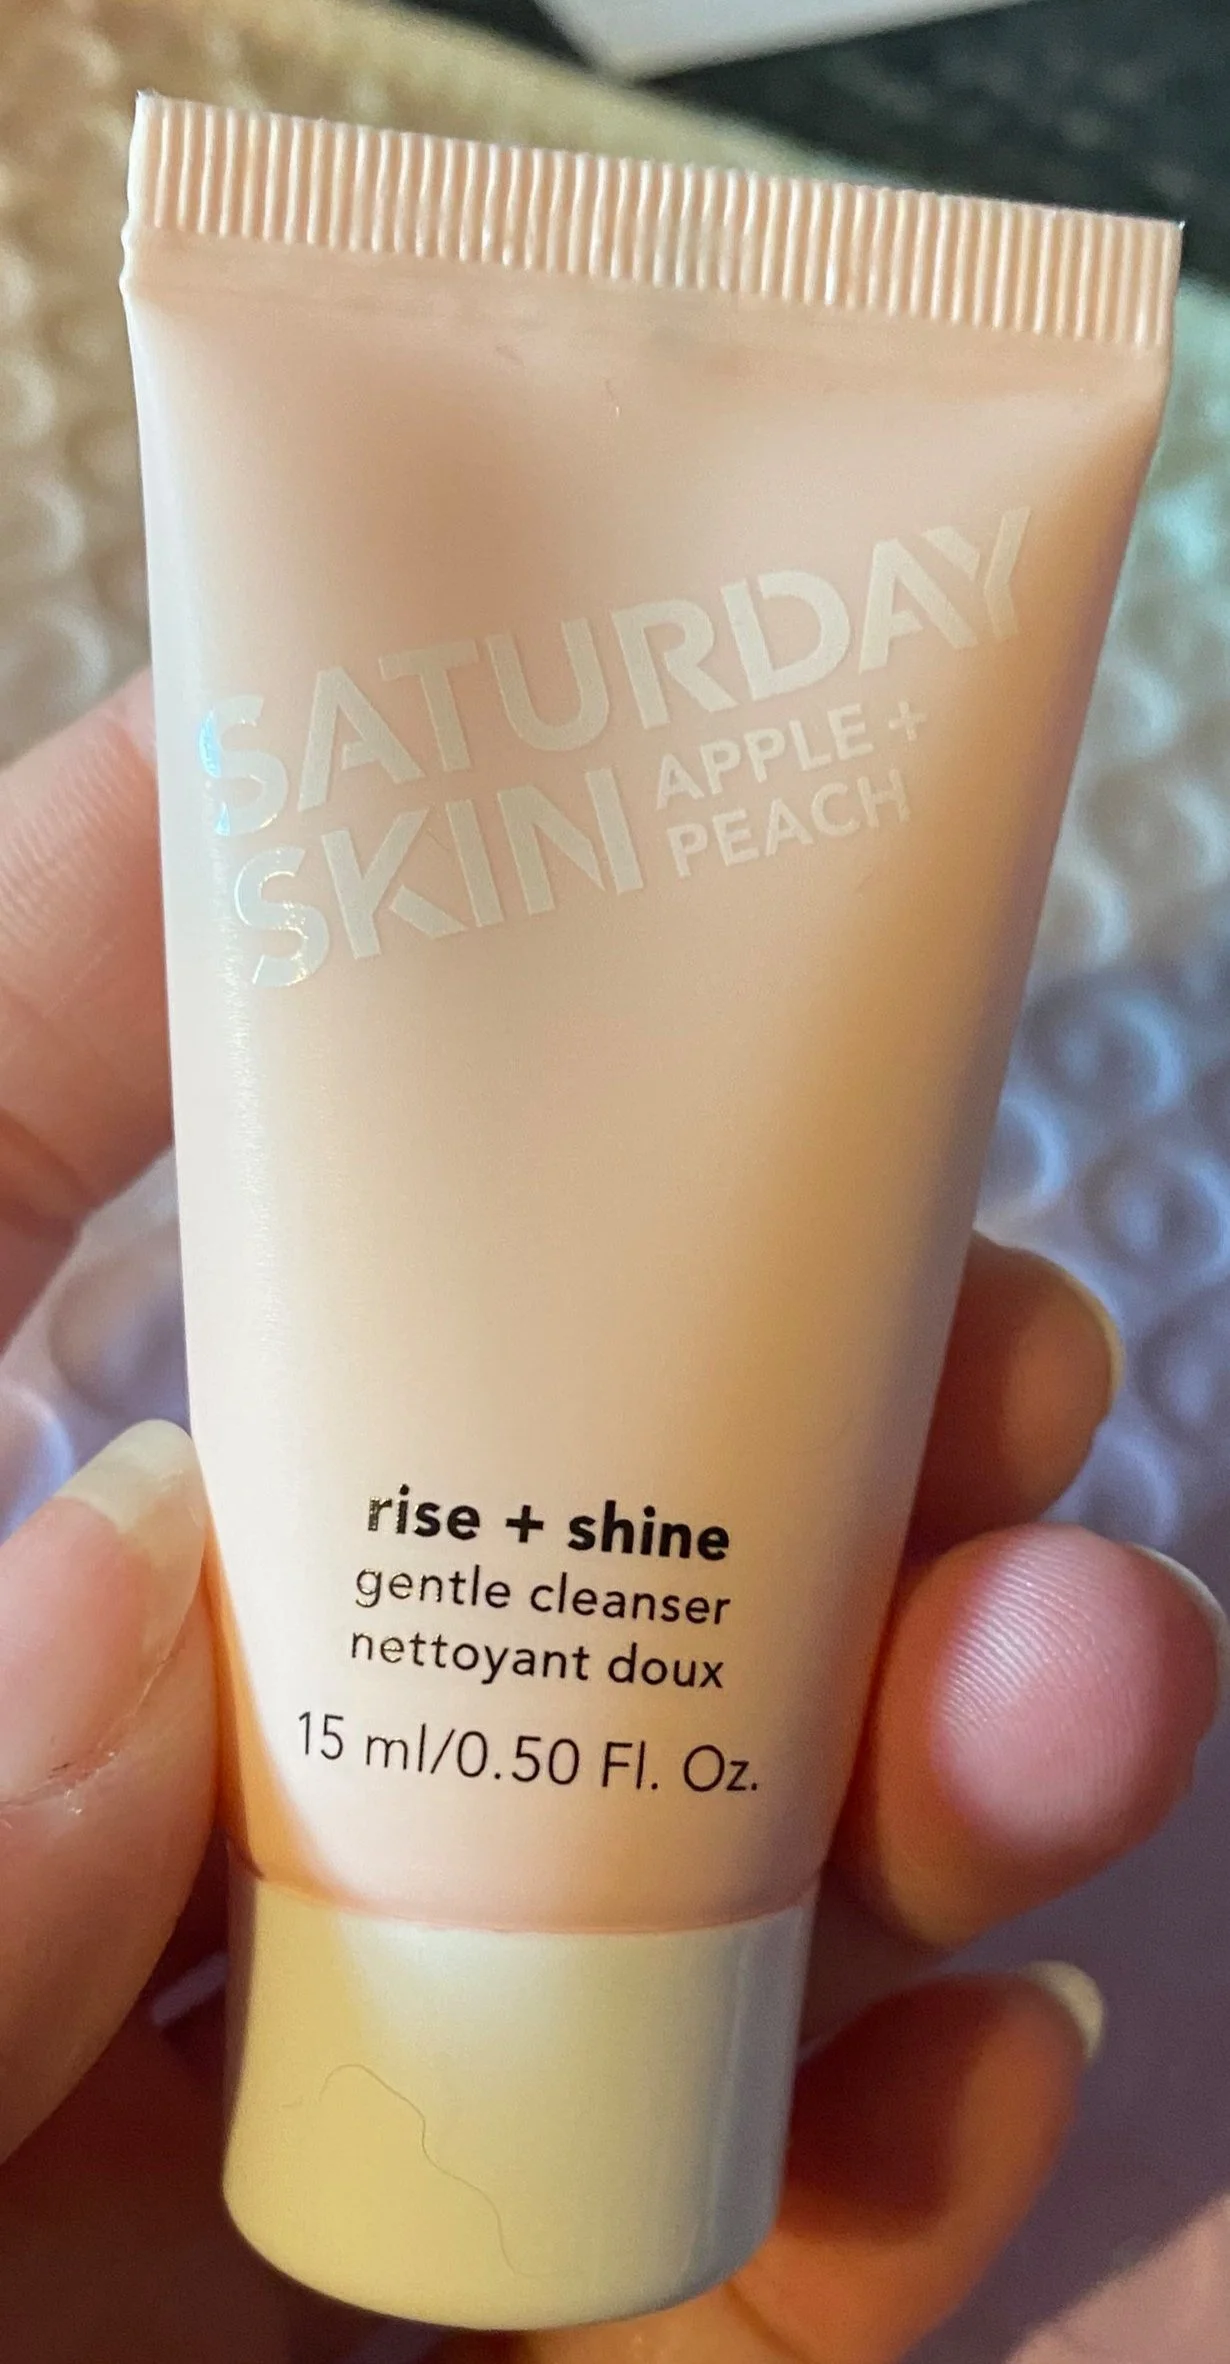 SATURDAY
SKIN
APPLE +
PEACH
rise + shine
gentle cleanser
nettoyant doux
15 ml/0.50 Fl. Oz.